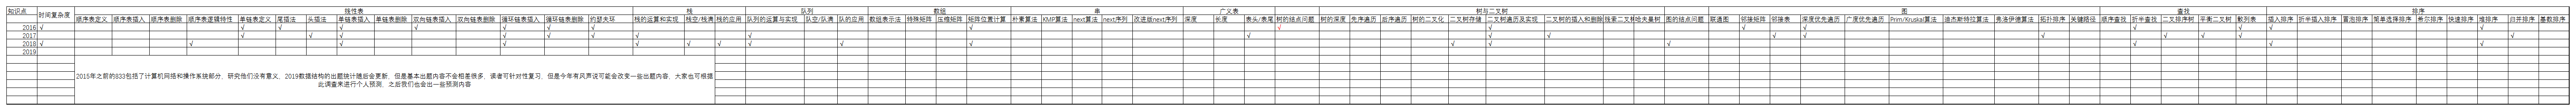 知识点 时间复杂度 线性表 栈 队列 数组 串 广义表 树与二叉树 图 查找 排序
顺序表定义 顺序表插入 顺序表删除 顺序表逻辑特性 单链表定义 尾插法 头插法 单链表插入 单链表删除 双向链表插入 双向链表删除 循环链表插入 循环链表删除 约瑟夫环 栈的运算和实现 栈空/栈满 栈的应用 队列的运算与实现 队空/队满 队的应用 数组表示法 特殊矩阵 压缩矩阵 矩阵位置计算 朴素算法 KMP算法 next算法 next序列 改进版next序列 深度 长度 表头/表尾 树的结点问题 树的深度 先序遍历 后序遍历 树的二叉化 二叉树存储 二叉树遍历及实现 二叉树的插入和删除 线索二叉树 哈夫曼树 图的结点问题 联通图 邻接矩阵 邻接表 深度优先遍历 广度优先遍历 Prim/Kruskal算法 迪杰斯特拉算法 弗洛伊德算法 拓扑排序 关键路径 顺序查找 折半查找 二叉排序树 平衡二叉树 散列表 插入排序 折半插入排序 冒泡排序 简单选择排序 希尔排序 快速排序 堆排序 归并排序 基数排序
2016 √ √ √ √ √ √ √ √ √ √ √ √ √ √ √ √ √
2017 √ √ √ √ √ √ √ √ √ √ √ √ √ √ √ √ √ √
2018 √ √ √ √ √ √ √ √ √ √ √ √ √ √ √ √
2019
2015年之前的833包括了计算机网络和操作系统部分，研究他们没有意义，2019数据结构的出题统计随后会更新，但是基本出题内容不会相差很多，读者可针对性复习，但是今年有风声说可能会改变一些出题内容，大家也可根据
此调查来进行个人预测，之后我们也会出一些预测内容